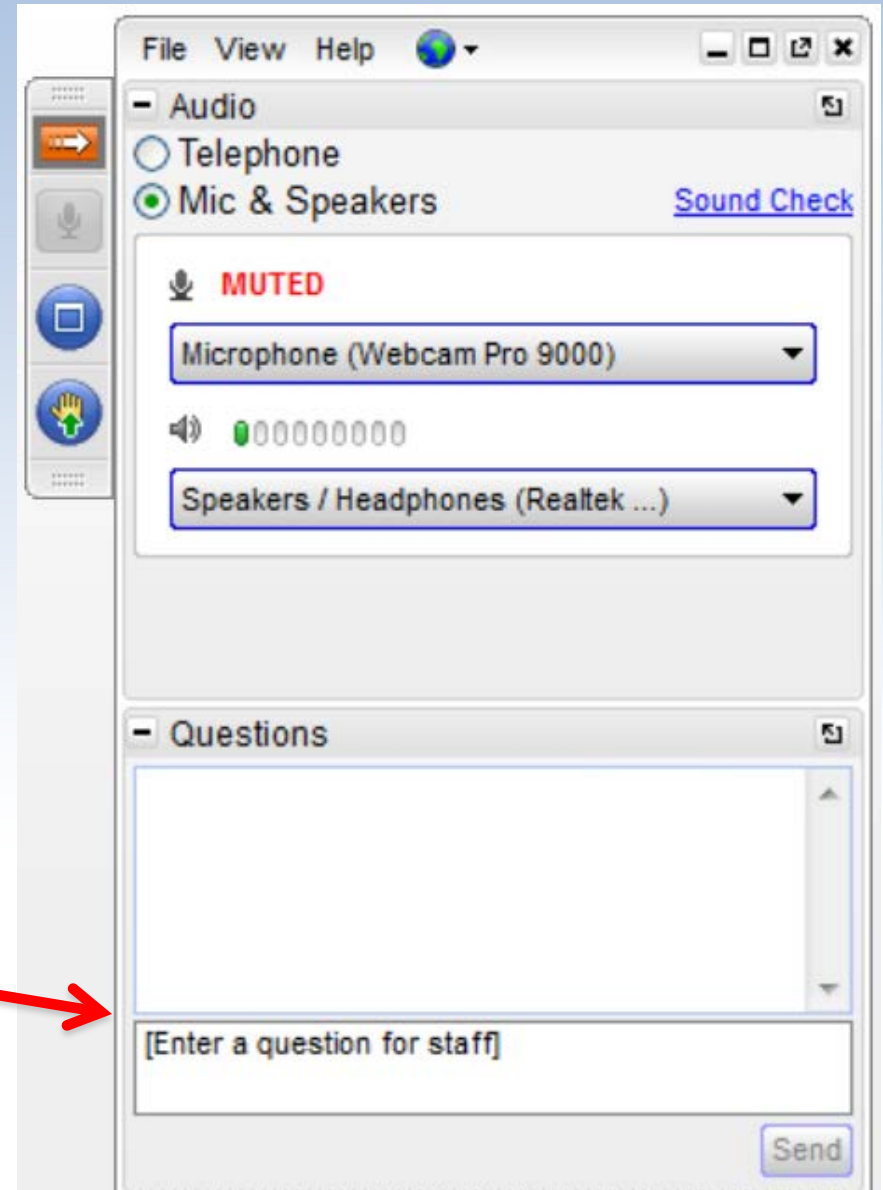 File View Help
Audio
Telephone
Mic & Speakers Sound Check
MUTED
Microphone (Webcam Pro 9000)
Speakers / Headphones (Realtek ...)
Questions
[Enter a question for staff]
Send